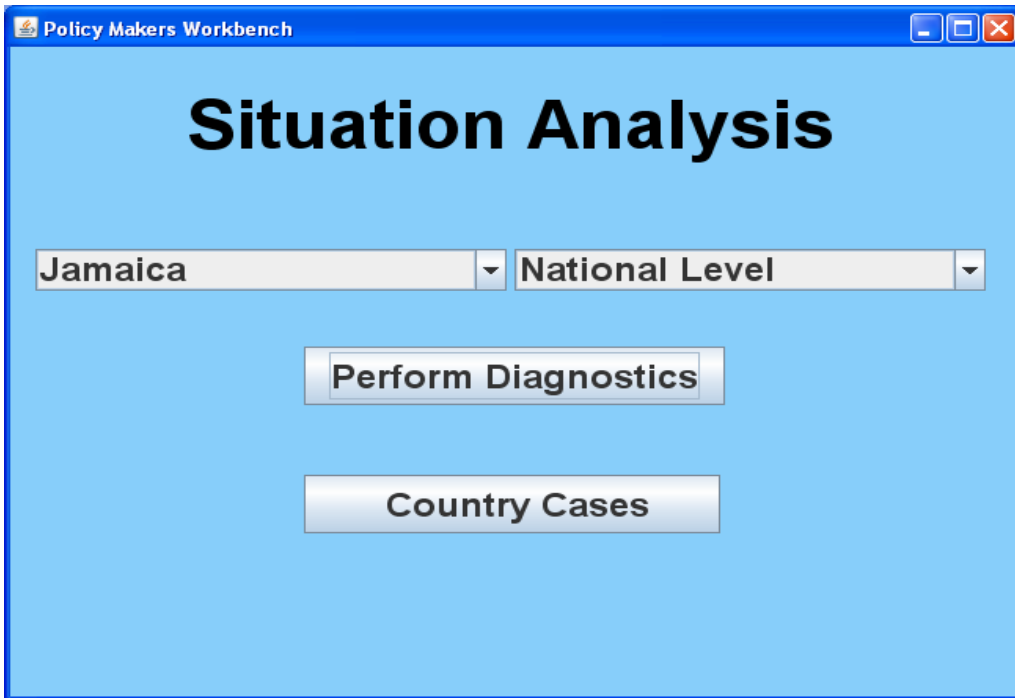 Policy Makers Workbench
Situation Analysis
Jamaica National Level
Perform Diagnostics
Country Cases